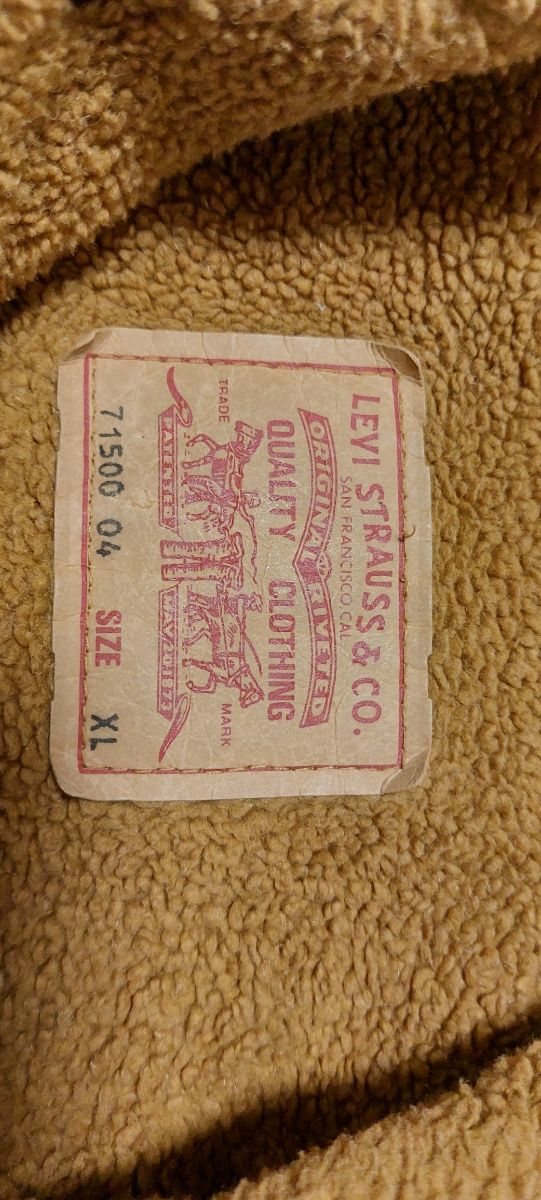 LEVI STRAUSS & CO.
SAN FRANCISCO CAL.
ORIGINAL RIVETED
QUALITY CLOTHING
TRADE MARK
71500 04 SIZE XL